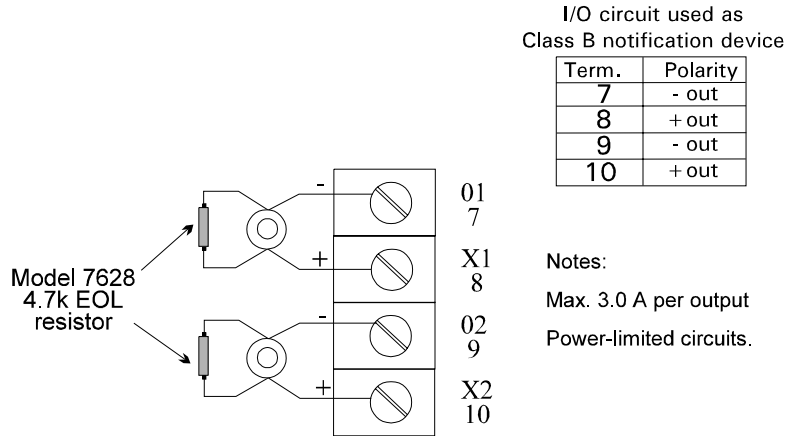 I/O circuit used as
Class B notification device
Term. Polarity
7 - out
8 + out
9 - out
10 + out
-
01
7
+
X1
8
-
02
9
+
X2
10
Model 7628
4.7k EOL
resistor
Notes:
Max. 3.0 A per output
Power-limited circuits.